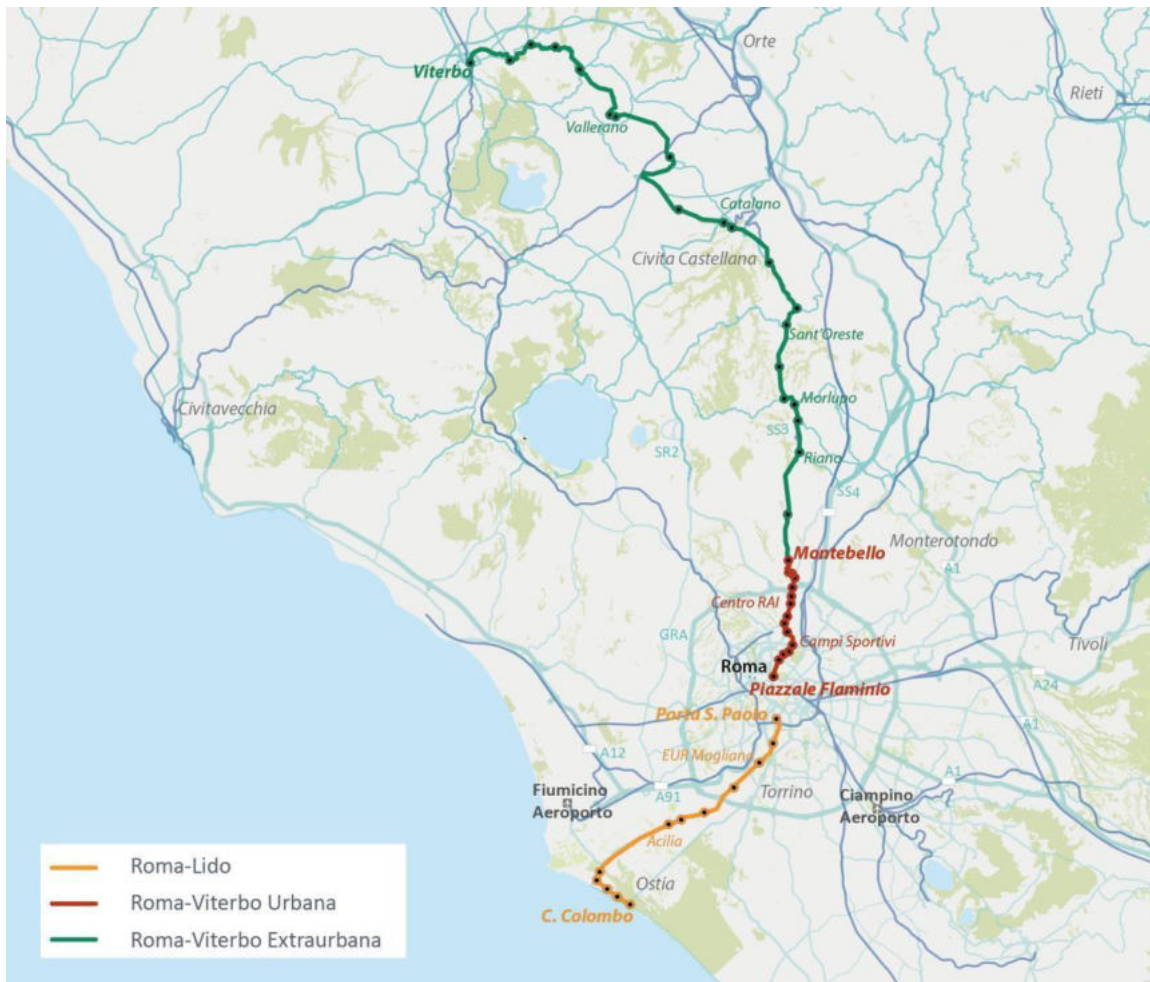 Orte
Viterbo
Rieti
Vallerano
Catalano
Civita Castellana
Sant'Oreste
Civitavecchia
Morlupo
SS3
SR2
Riano
SS4
Montebello
Monterotondo
A1
Centro RAI
GRA
Campi Sportivi
Tivoli
Roma
A24
Piazzale Flaminio
Porta S. Paolo
A1
A12
EUR Magliana
A1
Fiumicino
Aeroporto
A91
Torrino
Ciampino
Aeroporto
Acilia
Roma-Lido
Ostia
Roma-Viterbo Urbana
C. Colombo
Roma-Viterbo Extraurbana